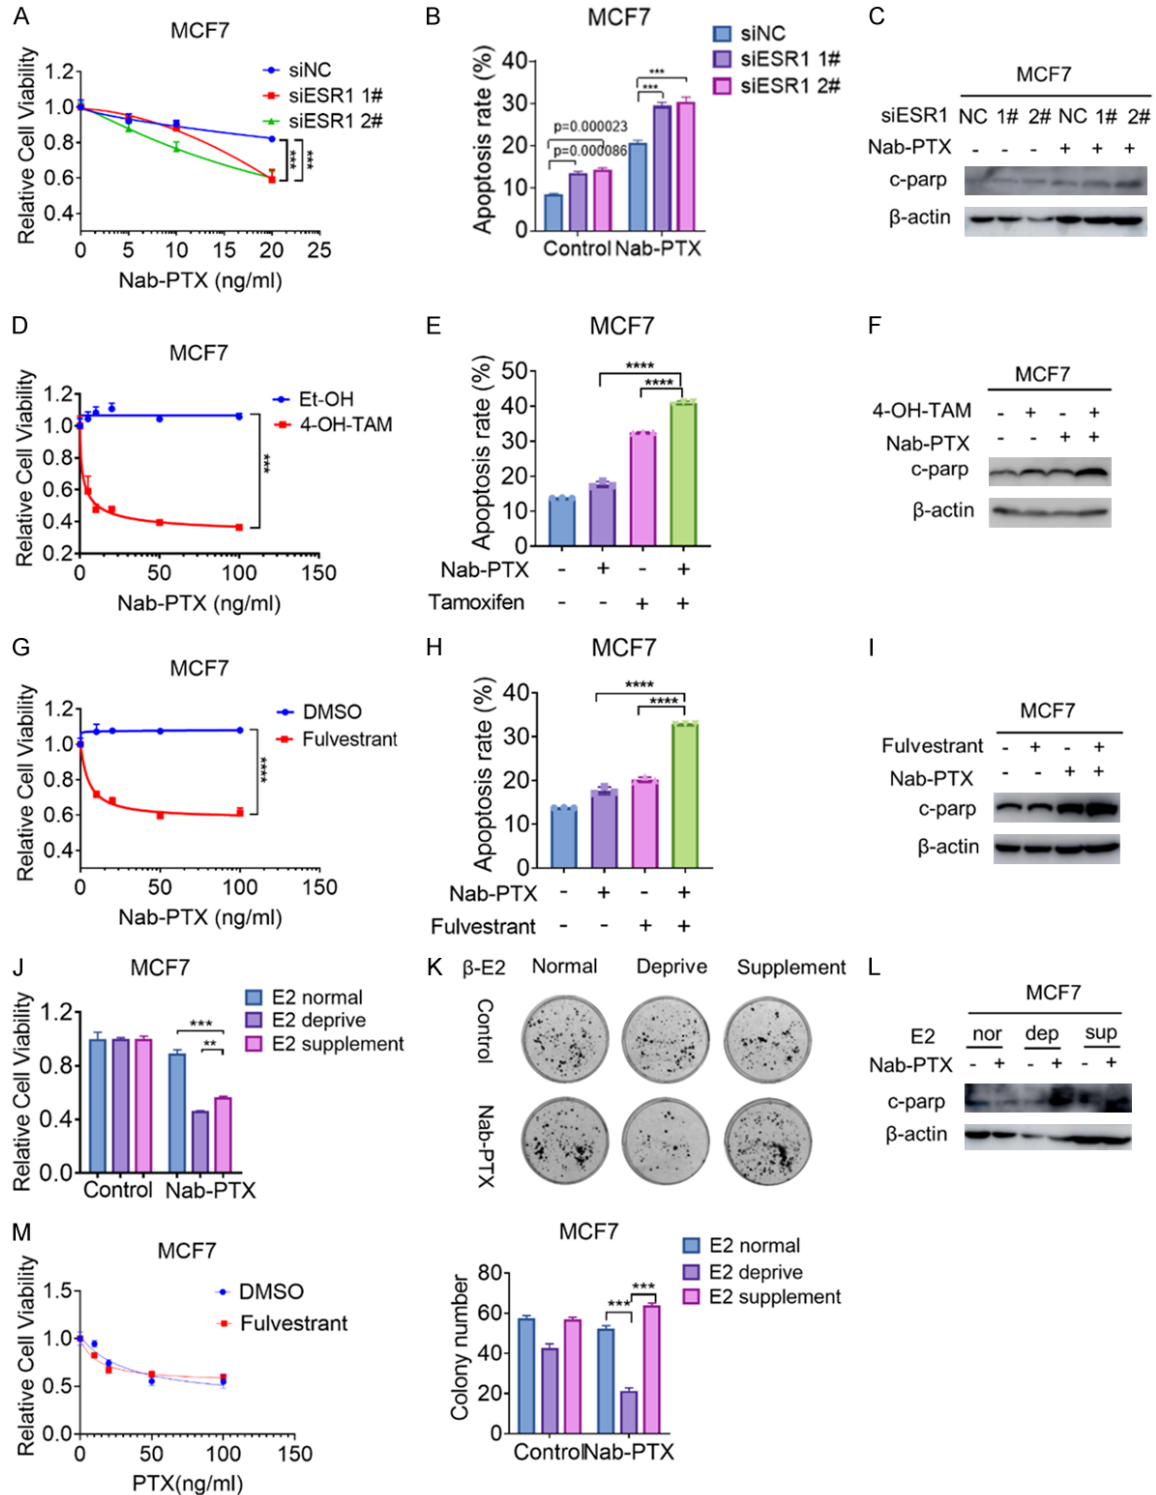 A
MCF7
Relative Cell Viability
1.2
1.0
0.8
0.6
0.4
0 5 10 15 20 25
Nab-PTX (ng/ml)
siNC
siESR1 1#
siESR1 2#
***
***
B
MCF7
Apoptosis rate (%)
40
30
20
10
0
siNC
siESR1 1#
siESR1 2#
***
***
p=0.000023
p=0.000086
Control Nab-PTX
C
MCF7
siESR1 NC 1# 2# NC 1# 2#
Nab-PTX - - - + + +
c-parp
β-actin
D
MCF7
Relative Cell Viability
1.2
1.0
0.8
0.6
0.4
0.2
0 50 100 150
Nab-PTX (ng/ml)
Et-OH
4-OH-TAM
***
E
MCF7
Apoptosis rate (%)
50
40
30
20
10
0
****
****
Nab-PTX - + - +
Tamoxifen - - + +
F
MCF7
4-OH-TAM - + - +
Nab-PTX - - + +
c-parp
β-actin
G
MCF7
Relative Cell Viability
1.2
1.0
0.8
0.6
0.4
0 50 100 150
Nab-PTX (ng/ml)
DMSO
Fulvestrant
****
H
MCF7
Apoptosis rate (%)
40
30
20
10
0
****
****
Nab-PTX - + - +
Fulvestrant - - + +
I
MCF7
Fulvestrant - + - +
Nab-PTX - - + +
c-parp
β-actin
J
MCF7
Relative Cell Viability
1.2
0.8
0.4
0.0
E2 normal
E2 deprive
E2 supplement
***
**
Control Nab-PTX
K
β-E2 Normal Deprive Supplement
Control
Nab-PTX
MCF7
Colony number
80
60
40
20
0
E2 normal
E2 deprive
E2 supplement
***
***
Control Nab-PTX
L
MCF7
E2 nor dep sup
Nab-PTX - + - + - +
c-parp
β-actin
M
MCF7
Relative Cell Viability
1.5
1.0
0.5
0.0
0 50 100 150
PTX(ng/ml)
DMSO
Fulvestrant